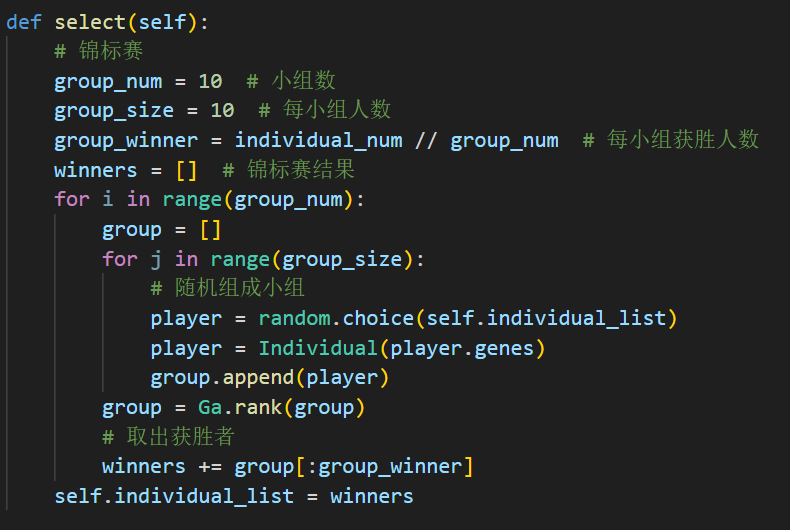 def select(self):
    # 锦标赛
    group_num = 10  # 小组数
    group_size = 10  # 每小组人数
    group_winner = individual_num // group_num  # 每小组获胜人数
    winners = []  # 锦标赛结果
    for i in range(group_num):
        group = []
        for j in range(group_size):
            # 随机组成小组
            player = random.choice(self.individual_list)
            player = Individual(player.genes)
            group.append(player)
        group = Ga.rank(group)
        # 取出获胜者
        winners += group[:group_winner]
    self.individual_list = winners